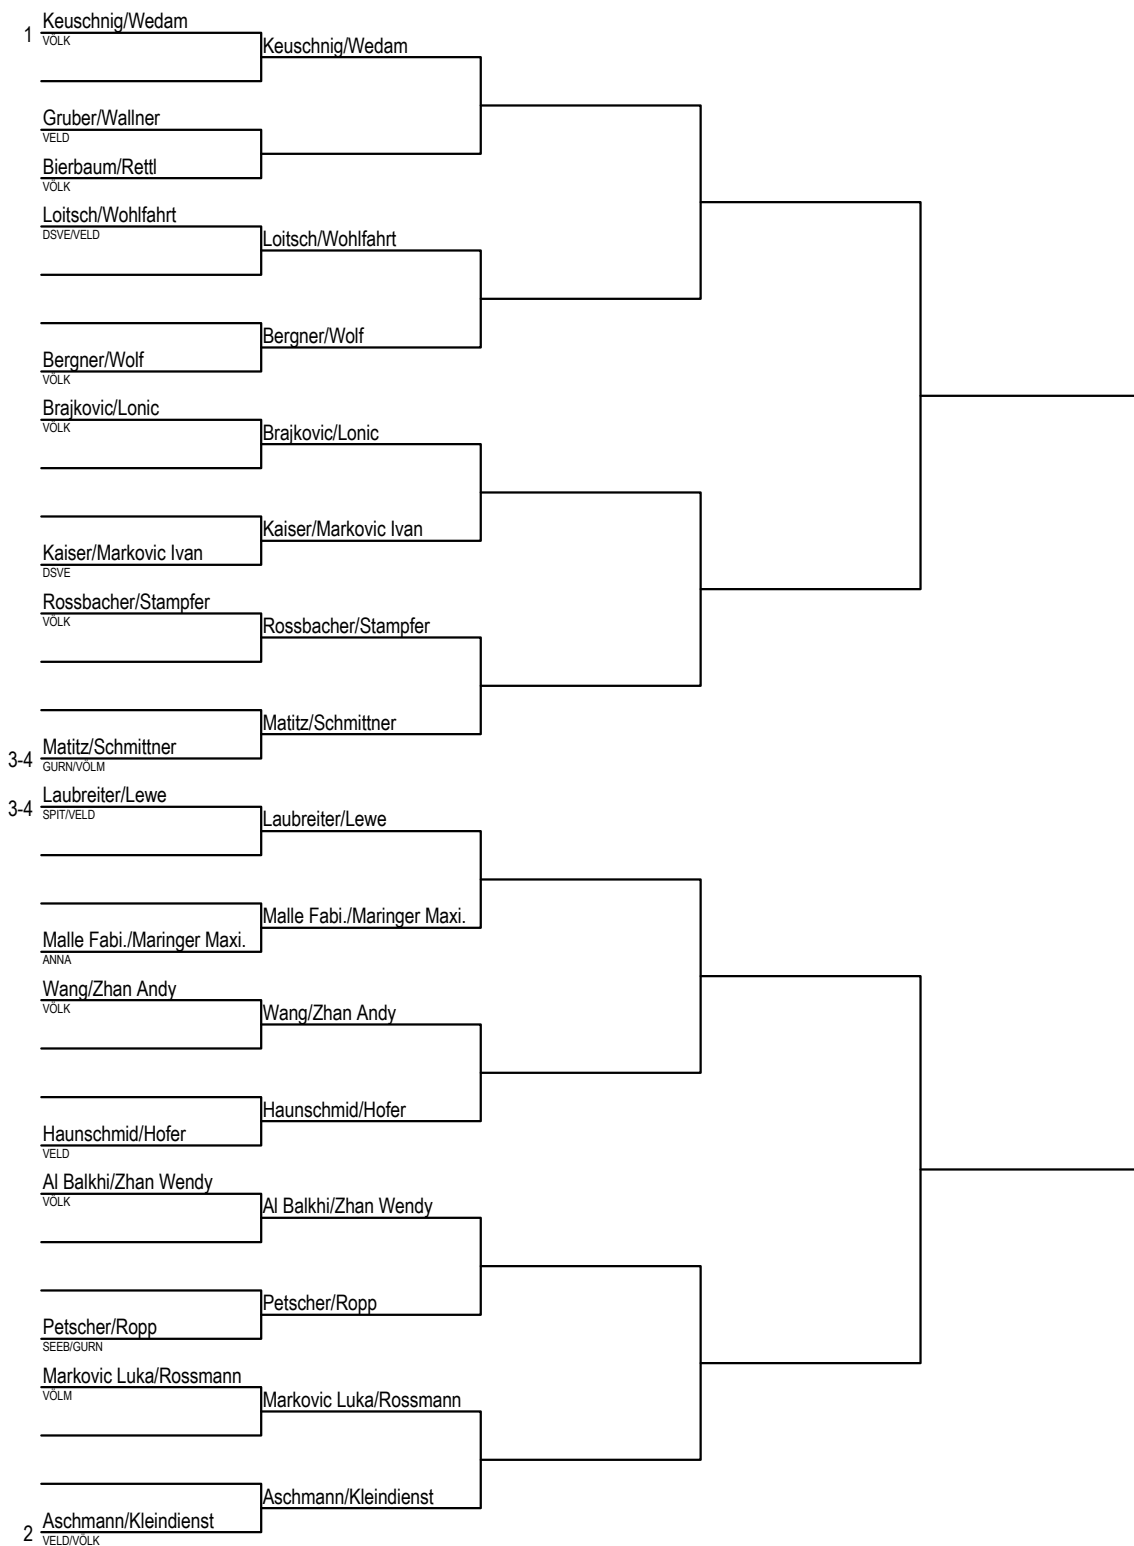 1 Keuschnig/Wedam
VÖLK
Keuschnig/Wedam
Gruber/Wallner
VELD
Bierbaum/Rettl
VÖLK
Loitsch/Wohlfahrt
DSVE/VELD
Loitsch/Wohlfahrt
Bergner/Wolf
Bergner/Wolf
VÖLK
Brajkovic/Lonic
VÖLK
Brajkovic/Lonic
Kaiser/Markovic Ivan
Kaiser/Markovic Ivan
DSVE
Rossbacher/Stampfer
VÖLK
Rossbacher/Stampfer
Matitz/Schmittner
3-4 Matitz/Schmittner
GURN/VÖLM
3-4 Laubreiter/Lewe
SPIT/VELD
Laubreiter/Lewe
Malle Fabi./Maringer Maxi.
Malle Fabi./Maringer Maxi.
ANNA
Wang/Zhan Andy
VÖLK
Wang/Zhan Andy
Haunschmid/Hofer
Haunschmid/Hofer
VELD
Al Balkhi/Zhan Wendy
VÖLK
Al Balkhi/Zhan Wendy
Petscher/Ropp
Petscher/Ropp
SEEB/GURN
Markovic Luka/Rossmann
VÖLM
Markovic Luka/Rossmann
Aschmann/Kleindienst
2 Aschmann/Kleindienst
VELD/VÖLK